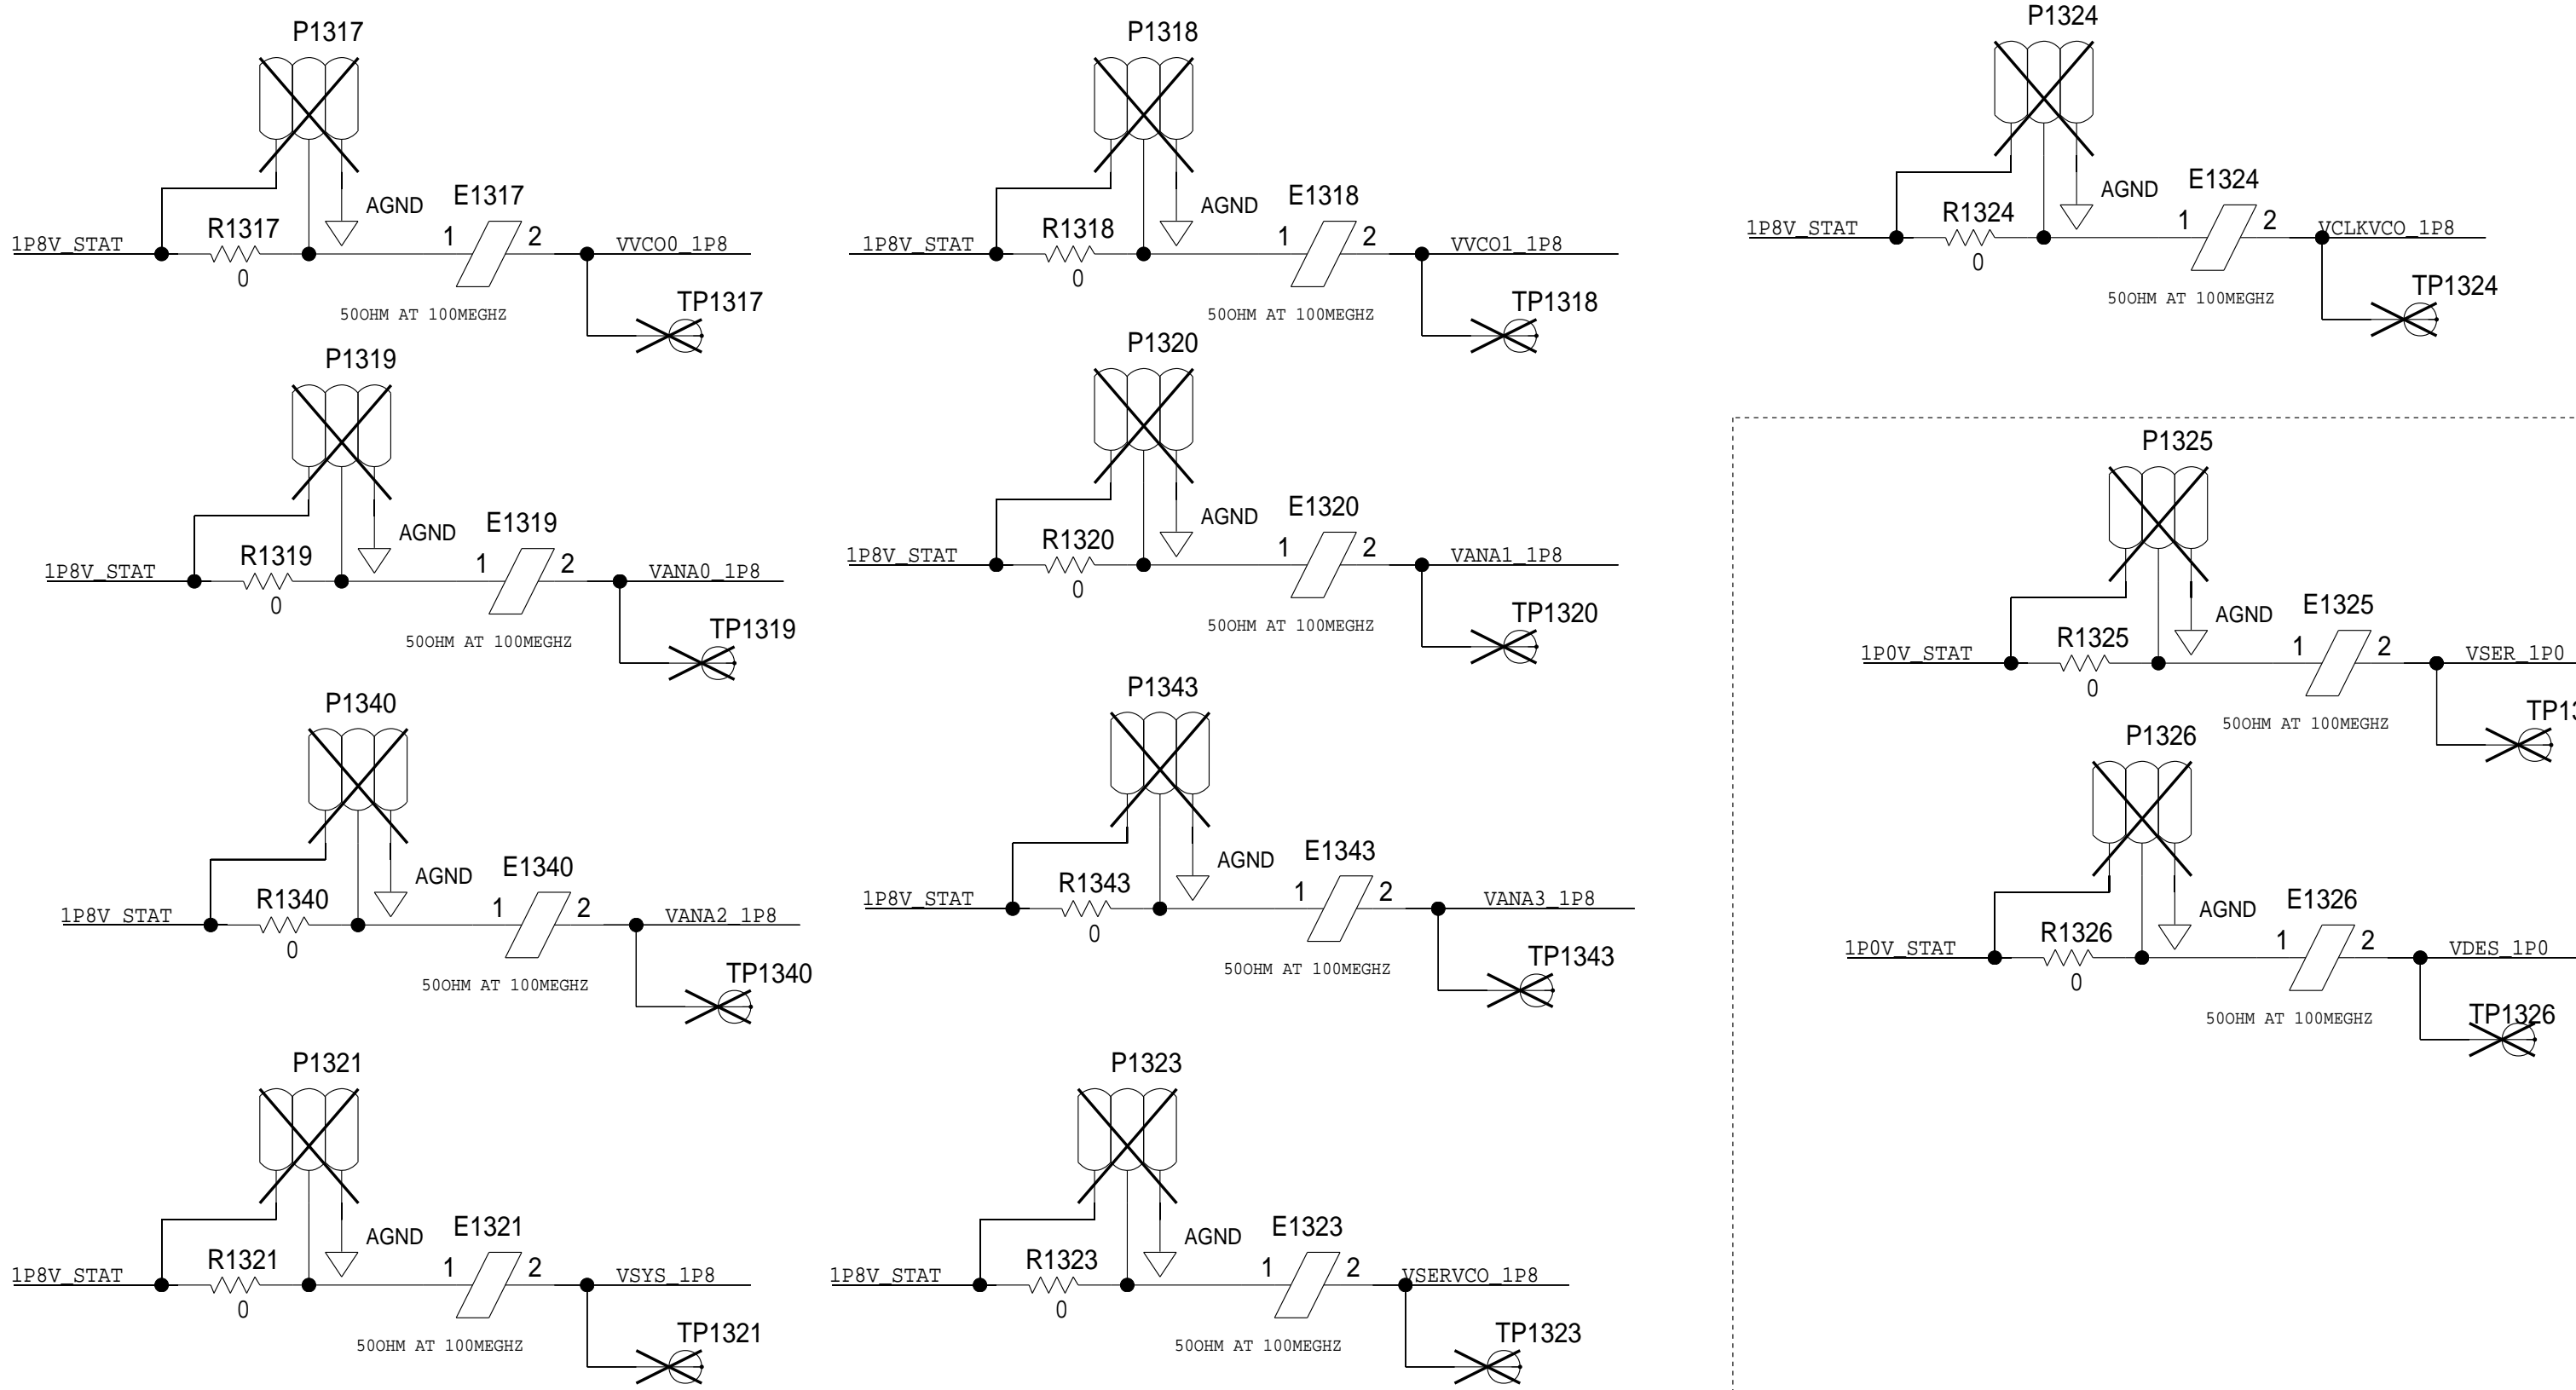 P1317
AGND
E1317
R1317
1P8V_STAT
0
1 2
VVCO0_1P8
50OHM AT 100MEGHZ
TP1317
P1318
AGND
E1318
R1318
1P8V_STAT
0
1 2
VVCO1_1P8
50OHM AT 100MEGHZ
TP1318
P1324
AGND
E1324
R1324
1P8V_STAT
0
1 2
VCLKVCO_1P8
50OHM AT 100MEGHZ
TP1324
P1319
AGND
E1319
R1319
1P8V_STAT
0
1 2
VANA0_1P8
50OHM AT 100MEGHZ
TP1319
P1320
AGND
E1320
R1320
1P8V_STAT
0
1 2
VANA1_1P8
50OHM AT 100MEGHZ
TP1320
P1325
AGND
E1325
R1325
1P0V_STAT
0
1 2
VSER_1P0
50OHM AT 100MEGHZ
P1340
AGND
E1340
R1340
1P8V_STAT
0
1 2
VANA2_1P8
50OHM AT 100MEGHZ
TP1340
P1343
AGND
E1343
R1343
1P8V_STAT
0
1 2
VANA3_1P8
50OHM AT 100MEGHZ
TP1343
P1326
AGND
E1326
R1326
1P0V_STAT
0
1 2
VDES_1P0
50OHM AT 100MEGHZ
TP1326
P1321
AGND
E1321
R1321
1P8V_STAT
0
1 2
VSYS_1P8
50OHM AT 100MEGHZ
TP1321
P1323
AGND
E1323
R1323
1P8V_STAT
0
1 2
VSERVCO_1P8
50OHM AT 100MEGHZ
TP1323